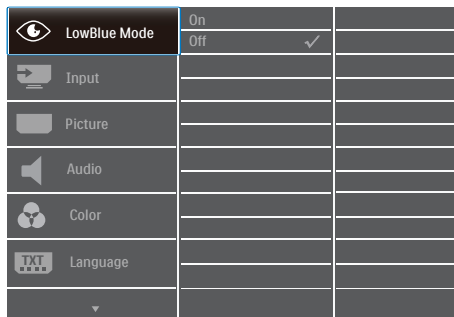 LowBlue Mode
On
Off
Input
Picture
Audio
Color
TXT
Language